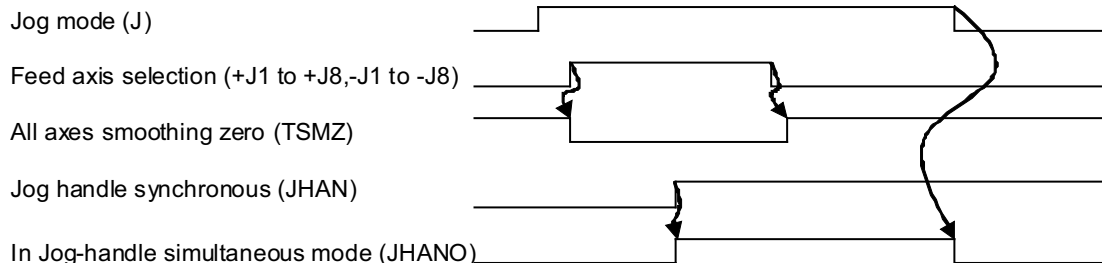 Jog mode (J)
Feed axis selection (+J1 to +J8,-J1 to -J8)
All axes smoothing zero (TSMZ)
Jog handle synchronous (JHAN)
In Jog-handle simultaneous mode (JHANO)